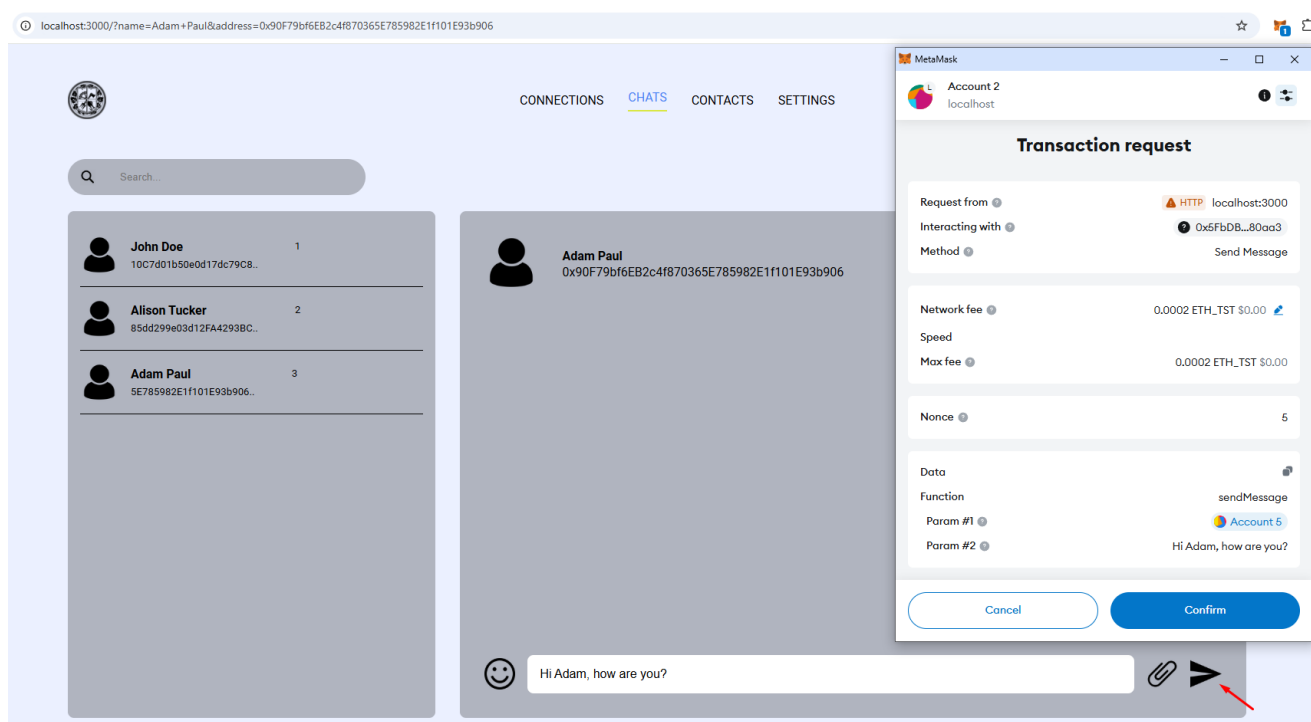 localhost:3000/?name=Adam+Paul&address=0x90F79bf6EB2c4f870365E785982E1f101E93b906
1
CONNECTIONS CHATS CONTACTS SETTINGS
Search...
John Doe 1
10C7d01b50e0d17dc79C8..
Alison Tucker 2
85dd299e03d12FA4293BC..
Adam Paul 3
5E785982E1f101E93b906..
Adam Paul
0x90F79bf6EB2c4f870365E785982E1f101E93b906
Hi Adam, how are you?
MetaMask
L
Account 2
localhost
Transaction request
Request from HTTP localhost:3000
Interacting with 0x5FbDB...80aa3
Method Send Message
Network fee 0.0002 ETH_TST $0.00
Speed
Max fee 0.0002 ETH_TST $0.00
Nonce 5
Data
Function sendMessage
Param #1 Account 5
Param #2 Hi Adam, how are you?
Cancel Confirm